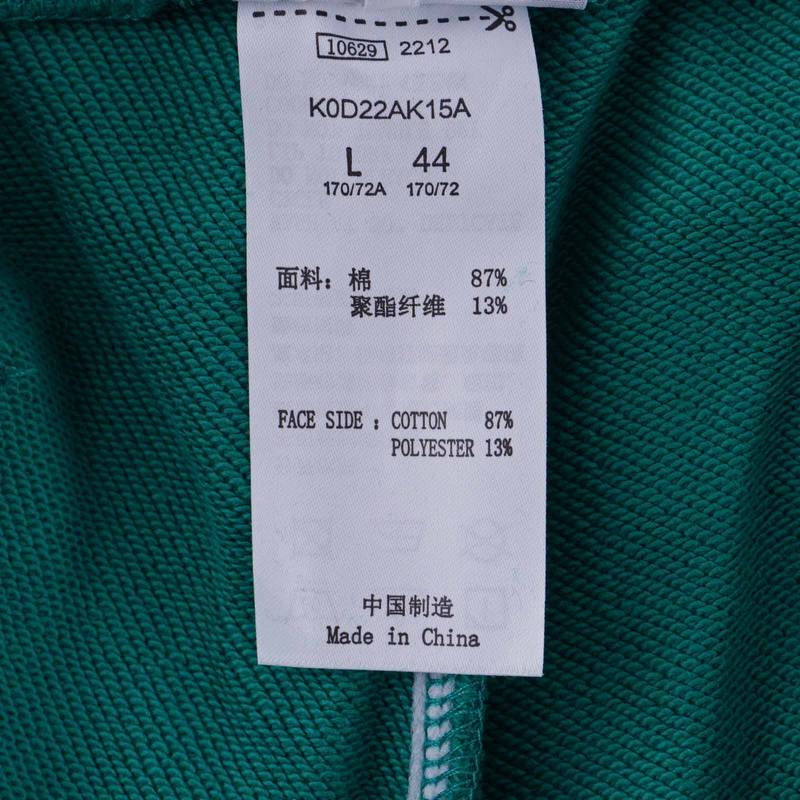 10629 2212
K0D22AK15A
L 44
170/72A 170/72
面料：棉 87%
聚酯纤维 13%
FACE SIDE : COTTON 87%
POLYESTER 13%
中国制造
Made in China